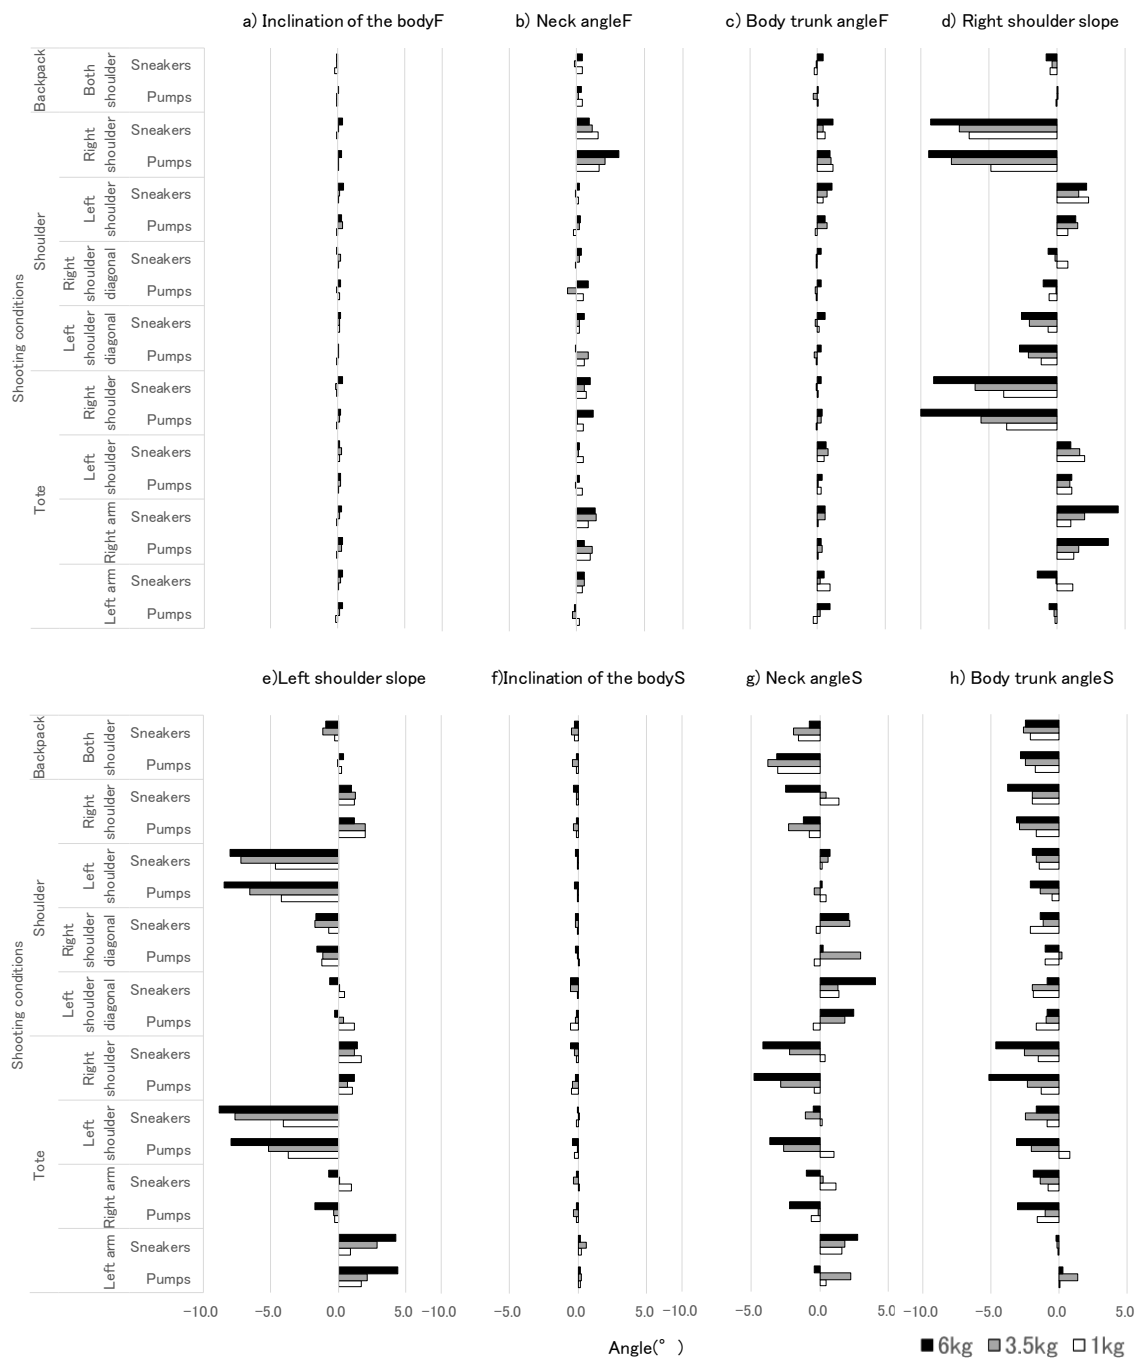 a) Inclination of the bodyF
b) Neck angleF
c) Body trunk angleF
d) Right shoulder slope
Shooting conditions
Backpack
Both
shoulder
Sneakers
Pumps
Shoulder
Right
shoulder
Sneakers
Pumps
Left
shoulder
Sneakers
Pumps
Right
shoulder
diagonal
Sneakers
Pumps
Left
shoulder
diagonal
Sneakers
Pumps
Tote
Right
shoulder
Sneakers
Pumps
Left
shoulder
Sneakers
Pumps
Right arm
Sneakers
Pumps
Left arm
Sneakers
Pumps
e)Left shoulder slope
f)Inclination of the bodyS
g) Neck angleS
h) Body trunk angleS
Shooting conditions
Backpack
Both
shoulder
Sneakers
Pumps
Shoulder
Right
shoulder
Sneakers
Pumps
Left
shoulder
Sneakers
Pumps
Right
shoulder
diagonal
Sneakers
Pumps
Left
shoulder
diagonal
Sneakers
Pumps
Tote
Right
shoulder
Sneakers
Pumps
Left
shoulder
Sneakers
Pumps
Right arm
Sneakers
Pumps
Left arm
Sneakers
Pumps
-10.0 -5.0 0.0 5.0 -10.0 -5.0 0.0 5.0 -10.0 -5.0 0.0 5.0 -10.0 -5.0 0.0 5.0
Angle(° )
6kg 3.5kg 1kg